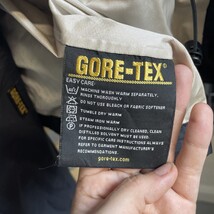 GORE-TEX
EASY CARE:
MACHINE WASH WARM SEPARATELY.
RINSE THOROUGHLY
DO NOT USE BLEACH OR FABRIC SOFTENER
TUMBLE DRY WARM
STEAM IRON WARM
IF PROFESSIONALLY DRY CLEANED, CLEAN
DISTILLED SOLVENT MUST BE USED.
FOR SPECIFIC CARE INSTRUCTIONS ALWAYS
REFER TO GARMENT MANUFACTURER'S
RECOMMENDATIONS.
gore-tex.com